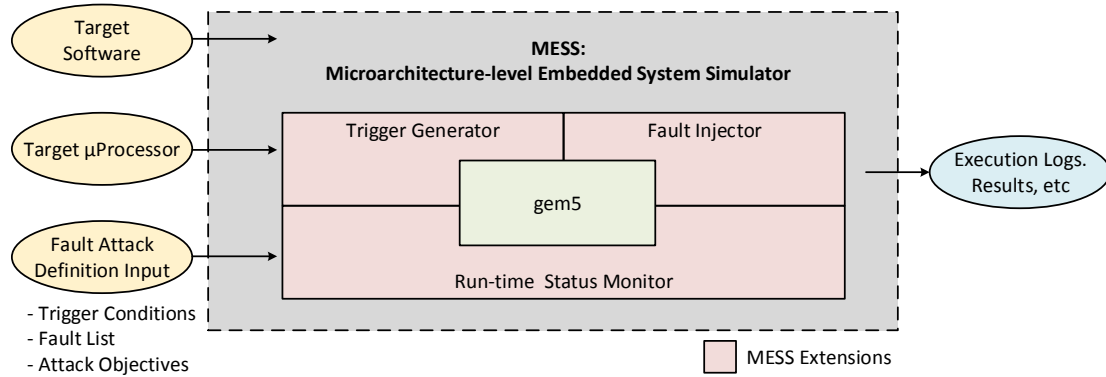 Target
Software
MESS:
Microarchitecture-level Embedded System Simulator
Target µProcessor
Trigger Generator
Fault Injector
gem5
Execution Logs.
Results, etc
Fault Attack
Definition Input
Run-time Status Monitor
- Trigger Conditions
- Fault List
- Attack Objectives
MESS Extensions